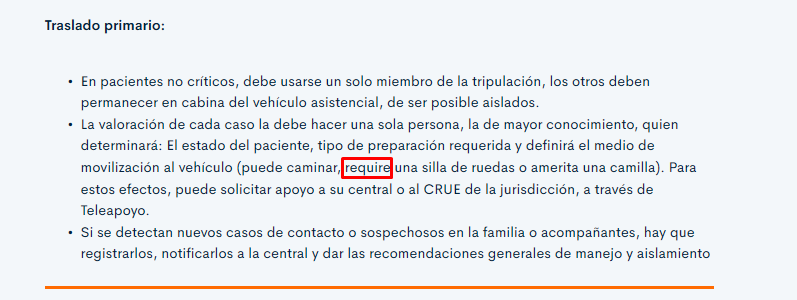 Traslado primario:
• En pacientes no críticos, debe usarse un solo miembro de la tripulación, los otros deben
permanecer en cabina del vehículo asistencial, de ser posible aislados.
• La valoración de cada caso la debe hacer una sola persona, la de mayor conocimiento, quien
determinará: El estado del paciente, tipo de preparación requerida y definirá el medio de
movilización al vehículo (puede caminar, require una silla de ruedas o amerita una camilla). Para
estos efectos, puede solicitar apoyo a su central o al CRUE de la jurisdicción, a través de
Teleapoyo.
• Si se detectan nuevos casos de contacto o sospechosos en la familia o acompañantes, hay que
registrarlos, notificarlos a la central y dar las recomendaciones generales de manejo y aislamiento